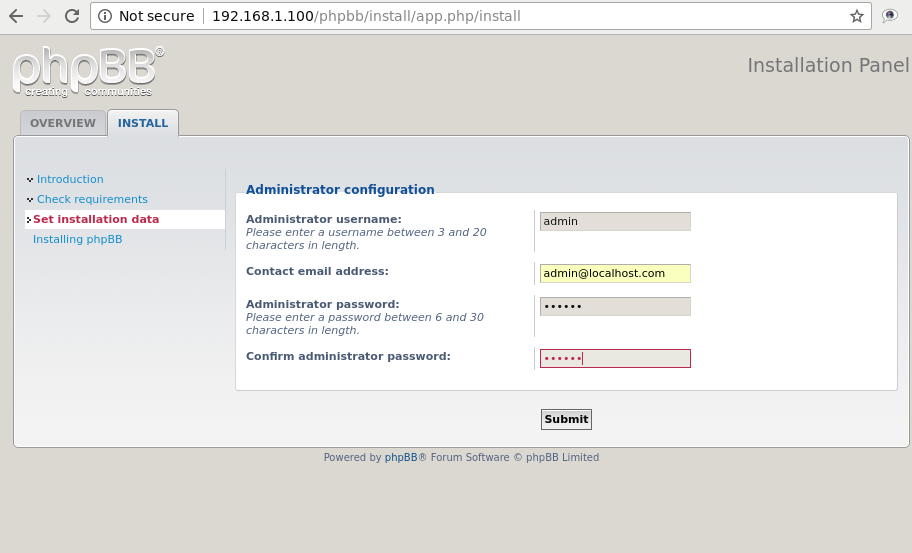 Not secure 192.168.1.100/phpbb/install/app.php/install
phpBB®
creating communities
Installation Panel
OVERVIEW INSTALL
Introduction
Check requirements
Set installation data
Installing phpBB
Administrator configuration
Administrator username: admin
Please enter a username between 3 and 20
characters in length.
Contact email address: admin@localhost.com
Administrator password: ••••••
Please enter a password between 6 and 30
characters in length.
Confirm administrator password: ••••••
Submit
Powered by phpBB® Forum Software © phpBB Limited